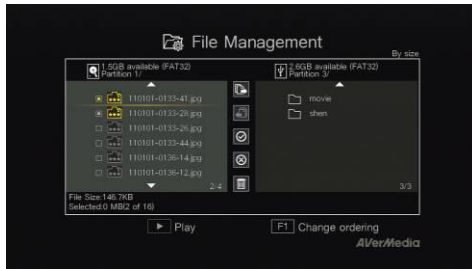 File Management
By size
1.5GB available (FAT32)
Partition 1/
2.6GB available (FAT32)
Partition 3/
110101-0133-41.jpg
110101-0133-28.jpg
110101-0133-26.jpg
110101-0133-44.jpg
110101-0136-14.jpg
110101-0136-12.jpg
2-4
movie
shen
3/3
File Size:146.7KB
Selected:0 MB(2 of 16)
Play
F1 Change ordering
AVerMedia